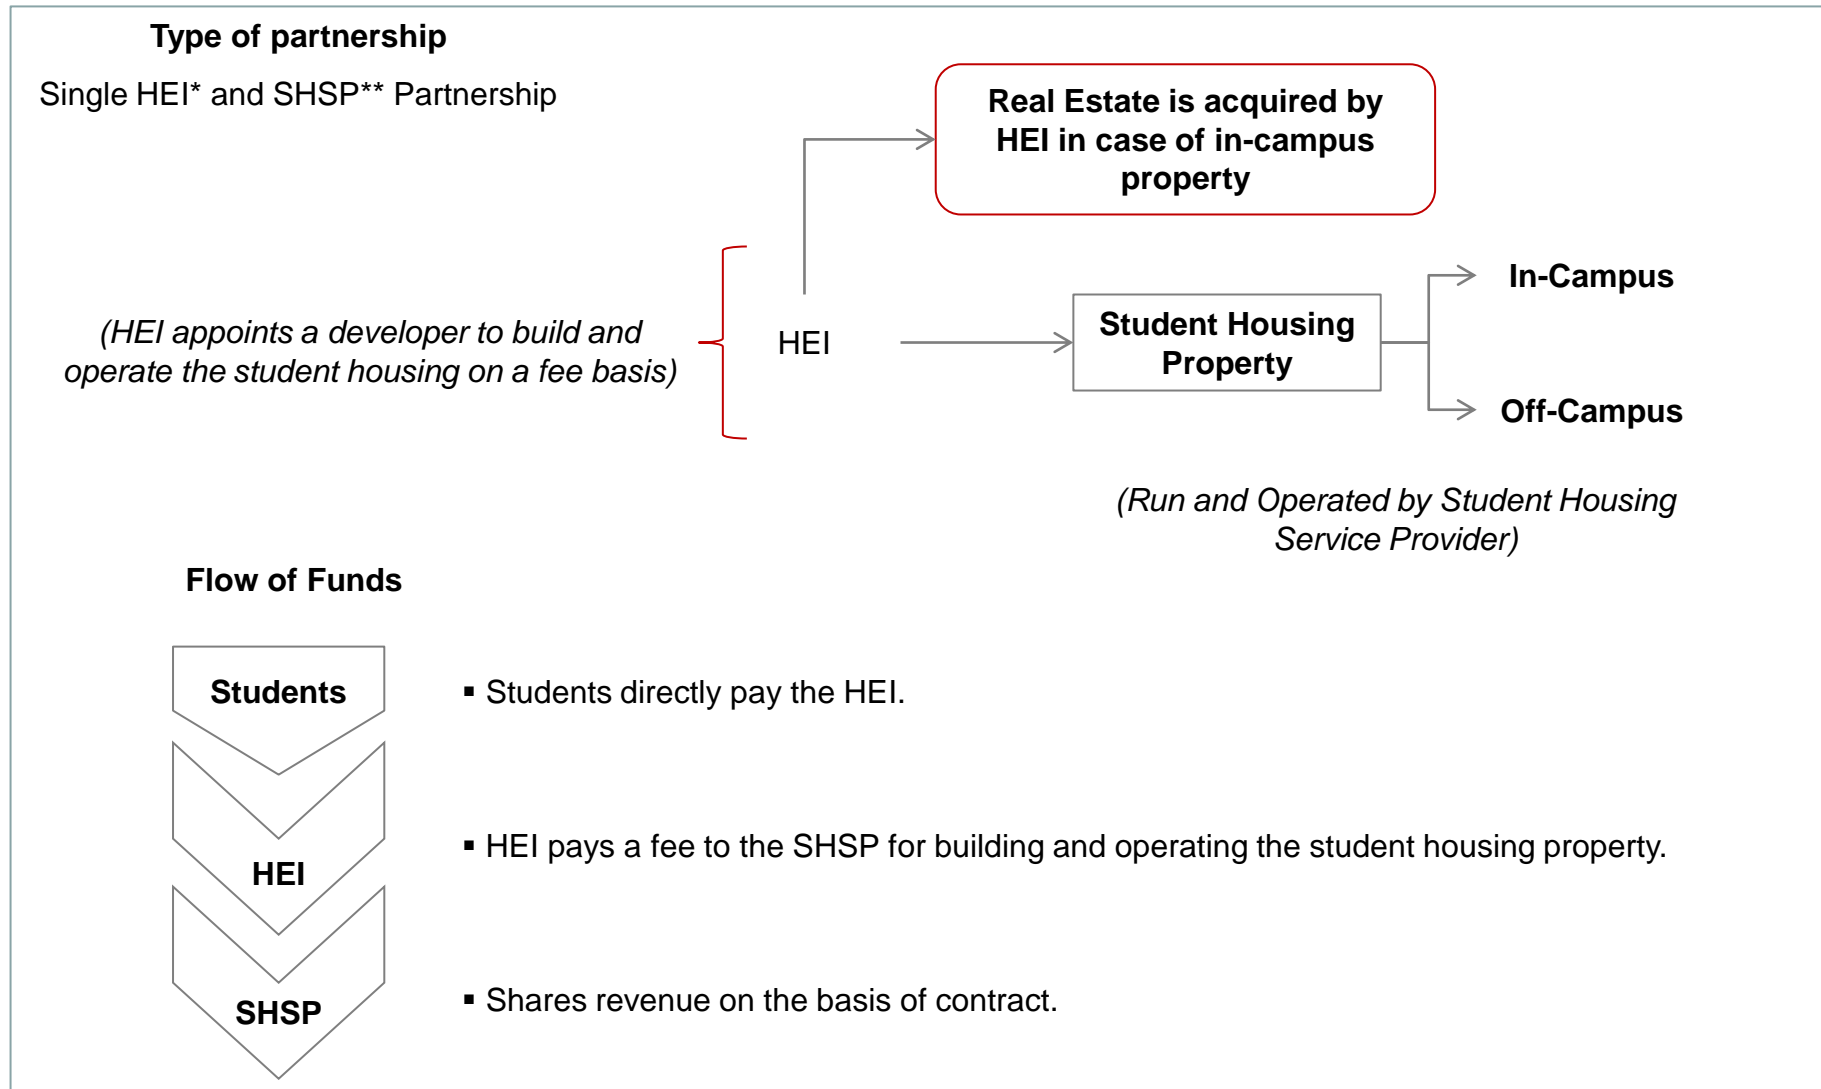 Type of partnership
Single HEI* and SHSP** Partnership
Real Estate is acquired by
HEI in case of in-campus
property
(HEI appoints a developer to build and
operate the student housing on a fee basis)
HEI
Student Housing
Property
In-Campus
Off-Campus
(Run and Operated by Student Housing
Service Provider)
Flow of Funds
Students
▪ Students directly pay the HEI.
HEI
▪ HEI pays a fee to the SHSP for building and operating the student housing property.
SHSP
▪ Shares revenue on the basis of contract.